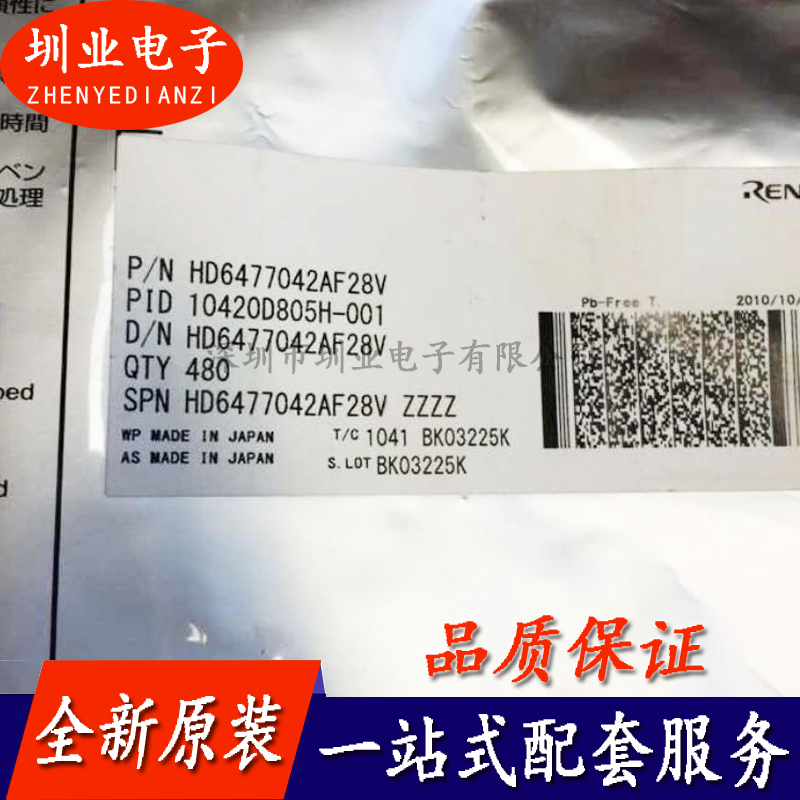 圳业电子
ZHENYEDIANZI
時間
ベン
処理
REN
P/N HD6477042AF28V
PID 10420D805H-001
D/N HD6477042AF28V
深圳市圳业电子有限公
QTY 480
SPN HD6477042AF28V ZZZZ
WP MADE IN JAPAN T/C 1041 BK03225K
AS MADE IN JAPAN S. LOT BK03225K
Pb-Free T. 2010/10/
品质保证
全新原装
一站式配套服务